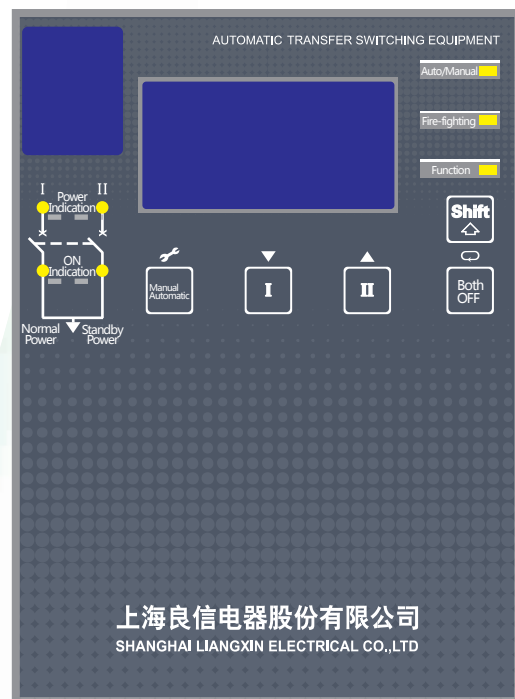 AUTOMATIC TRANSFER SWITCHING EQUIPMENT
Auto/Manual
Fire-fighting
Function
I II
Power
Indication
ON
Indication
Normal
Power
Standby
Power
Manual
Automatic
I
II
Shift
Both
OFF
上海良信电器股份有限公司
SHANGHAI LIANGXIN ELECTRICAL CO.,LTD